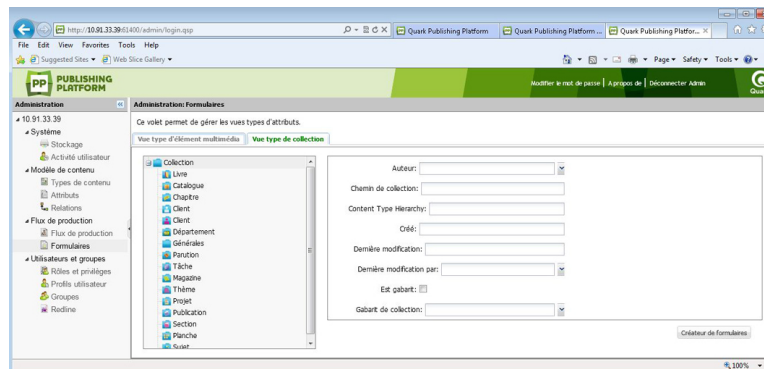 http://10.91.33.39:61400/admin/login.qsp
Quark Publishing Platform
Quark Publishing Platform ...
Quark Publishing Platfor...
File Edit View Favorites Tools Help
Suggested Sites Web Slice Gallery
Page Safety Tools
PP PUBLISHING PLATFORM
Modifier le mot de passe | A propos de | Déconnecter Admin
Quark
Administration
Administration: Formulaires
10.91.33.39
Système
Stockage
Activité utilisateur
Modèle de contenu
Types de contenu
Attributs
Relations
Flux de production
Flux de production
Formulaires
Utilisateurs et groupes
Rôles et privilèges
Profils utilisateur
Groupes
Redline
Ce volet permet de gérer les vues types d'attributs.
Vue type d'élément multimédia Vue type de collection
Collection
Livre
Catalogue
Chapitre
Client
Client
Département
Générales
Parution
Tâche
Magazine
Thème
Projet
Publication
Section
Planche
Sujet
Auteur:
Chemin de collection:
Content Type Hierarchy:
Créé:
Dernière modification:
Dernière modification par:
Est gabarit:
Gabarit de collection:
Créateur de formulaires
100%